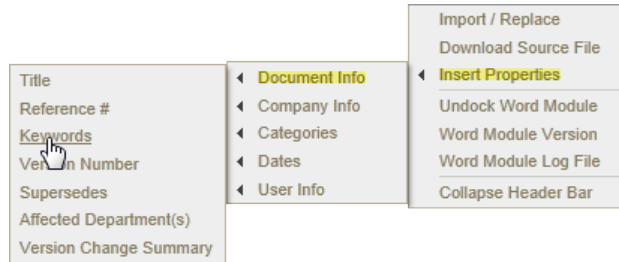 Import / Replace
Download Source File
Insert Properties
Undock Word Module
Word Module Version
Word Module Log File
Collapse Header Bar
Document Info
Company Info
Categories
Dates
User Info
Title
Reference #
Keywords
Version Number
Supersedes
Affected Department(s)
Version Change Summary